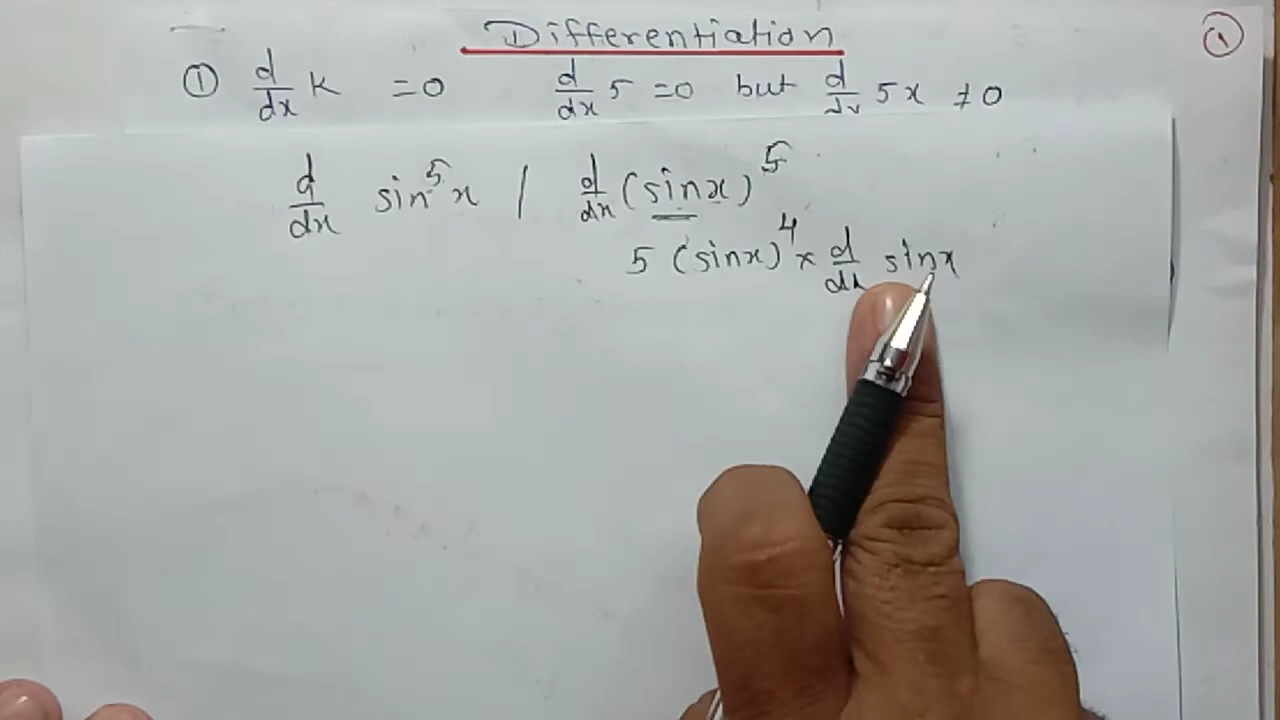 Differentiation
①
① d/dx k = 0 d/dx 5 = 0 but d/dx 5x ≠ 0
d/dx sin⁵x / d/dx (sinx)⁵
5 (sinx)⁴ × d/dx sinx